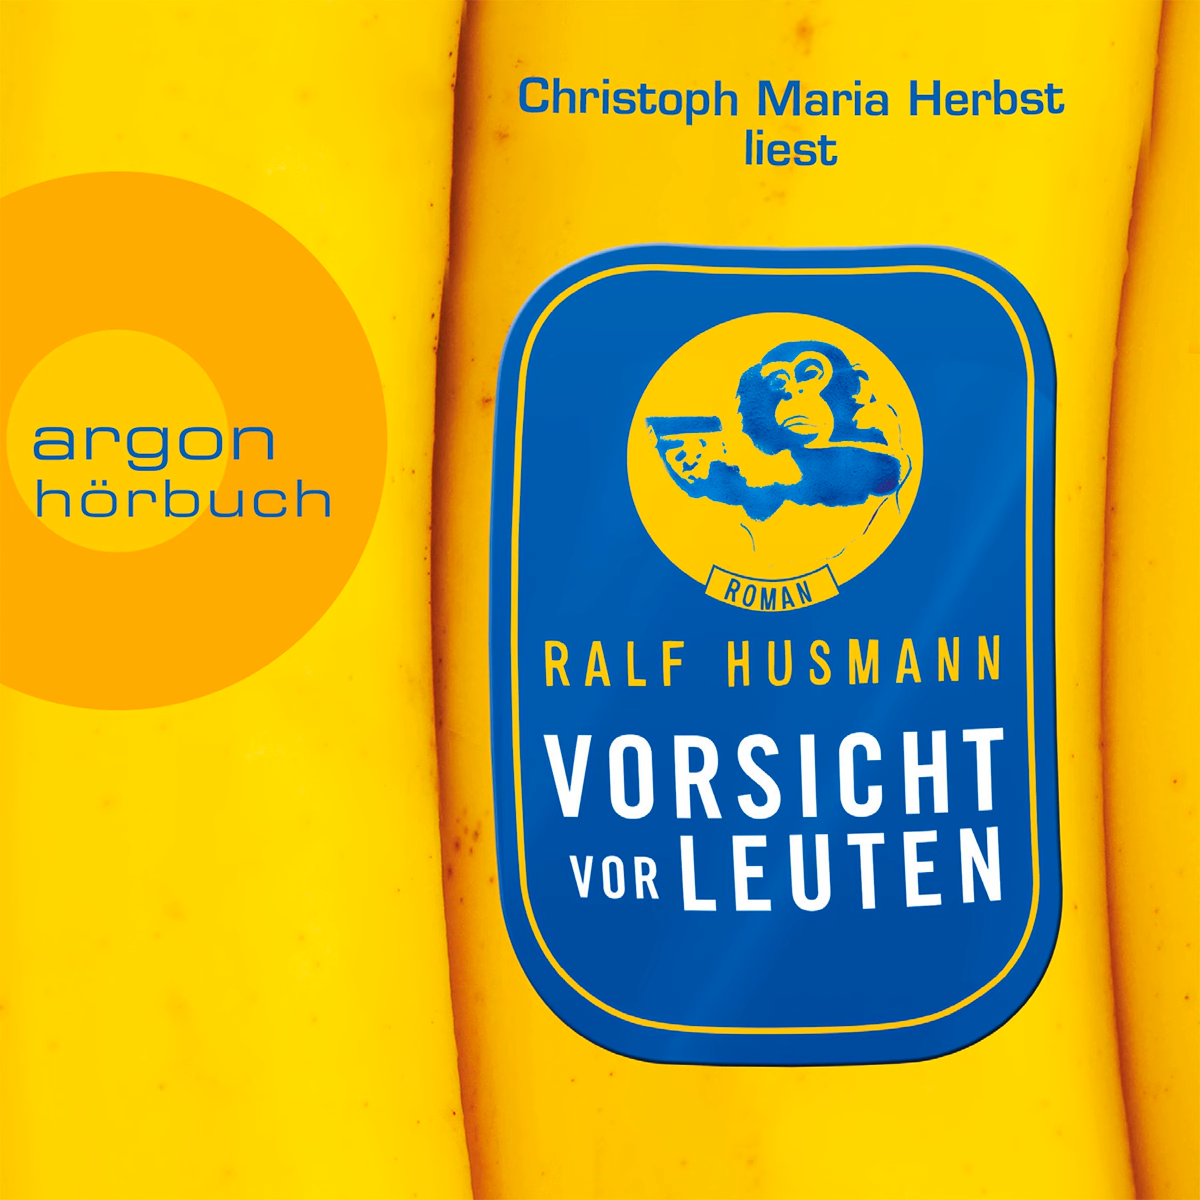 Christoph Maria Herbst
liest
argon
hörbuch
ROMAN
RALF HUSMANN
VORSICHT
VOR LEUTEN